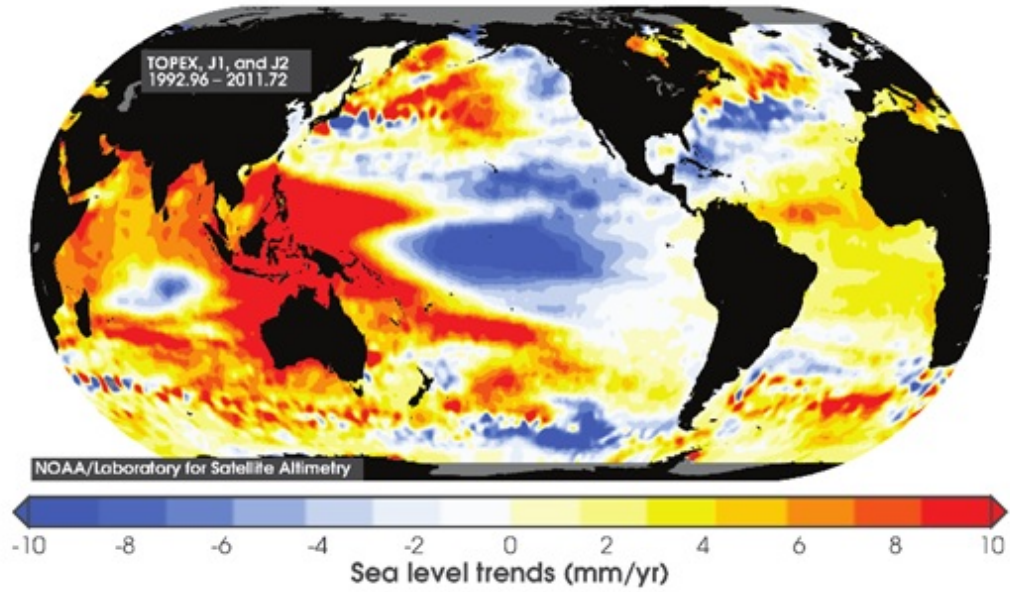 TOPEX, J1, and J2
1992.96 – 2011.72
NOAA/Laboratory for Satellite Altimetry
-10 -8 -6 -4 -2 0 2 4 6 8 10
Sea level trends (mm/yr)